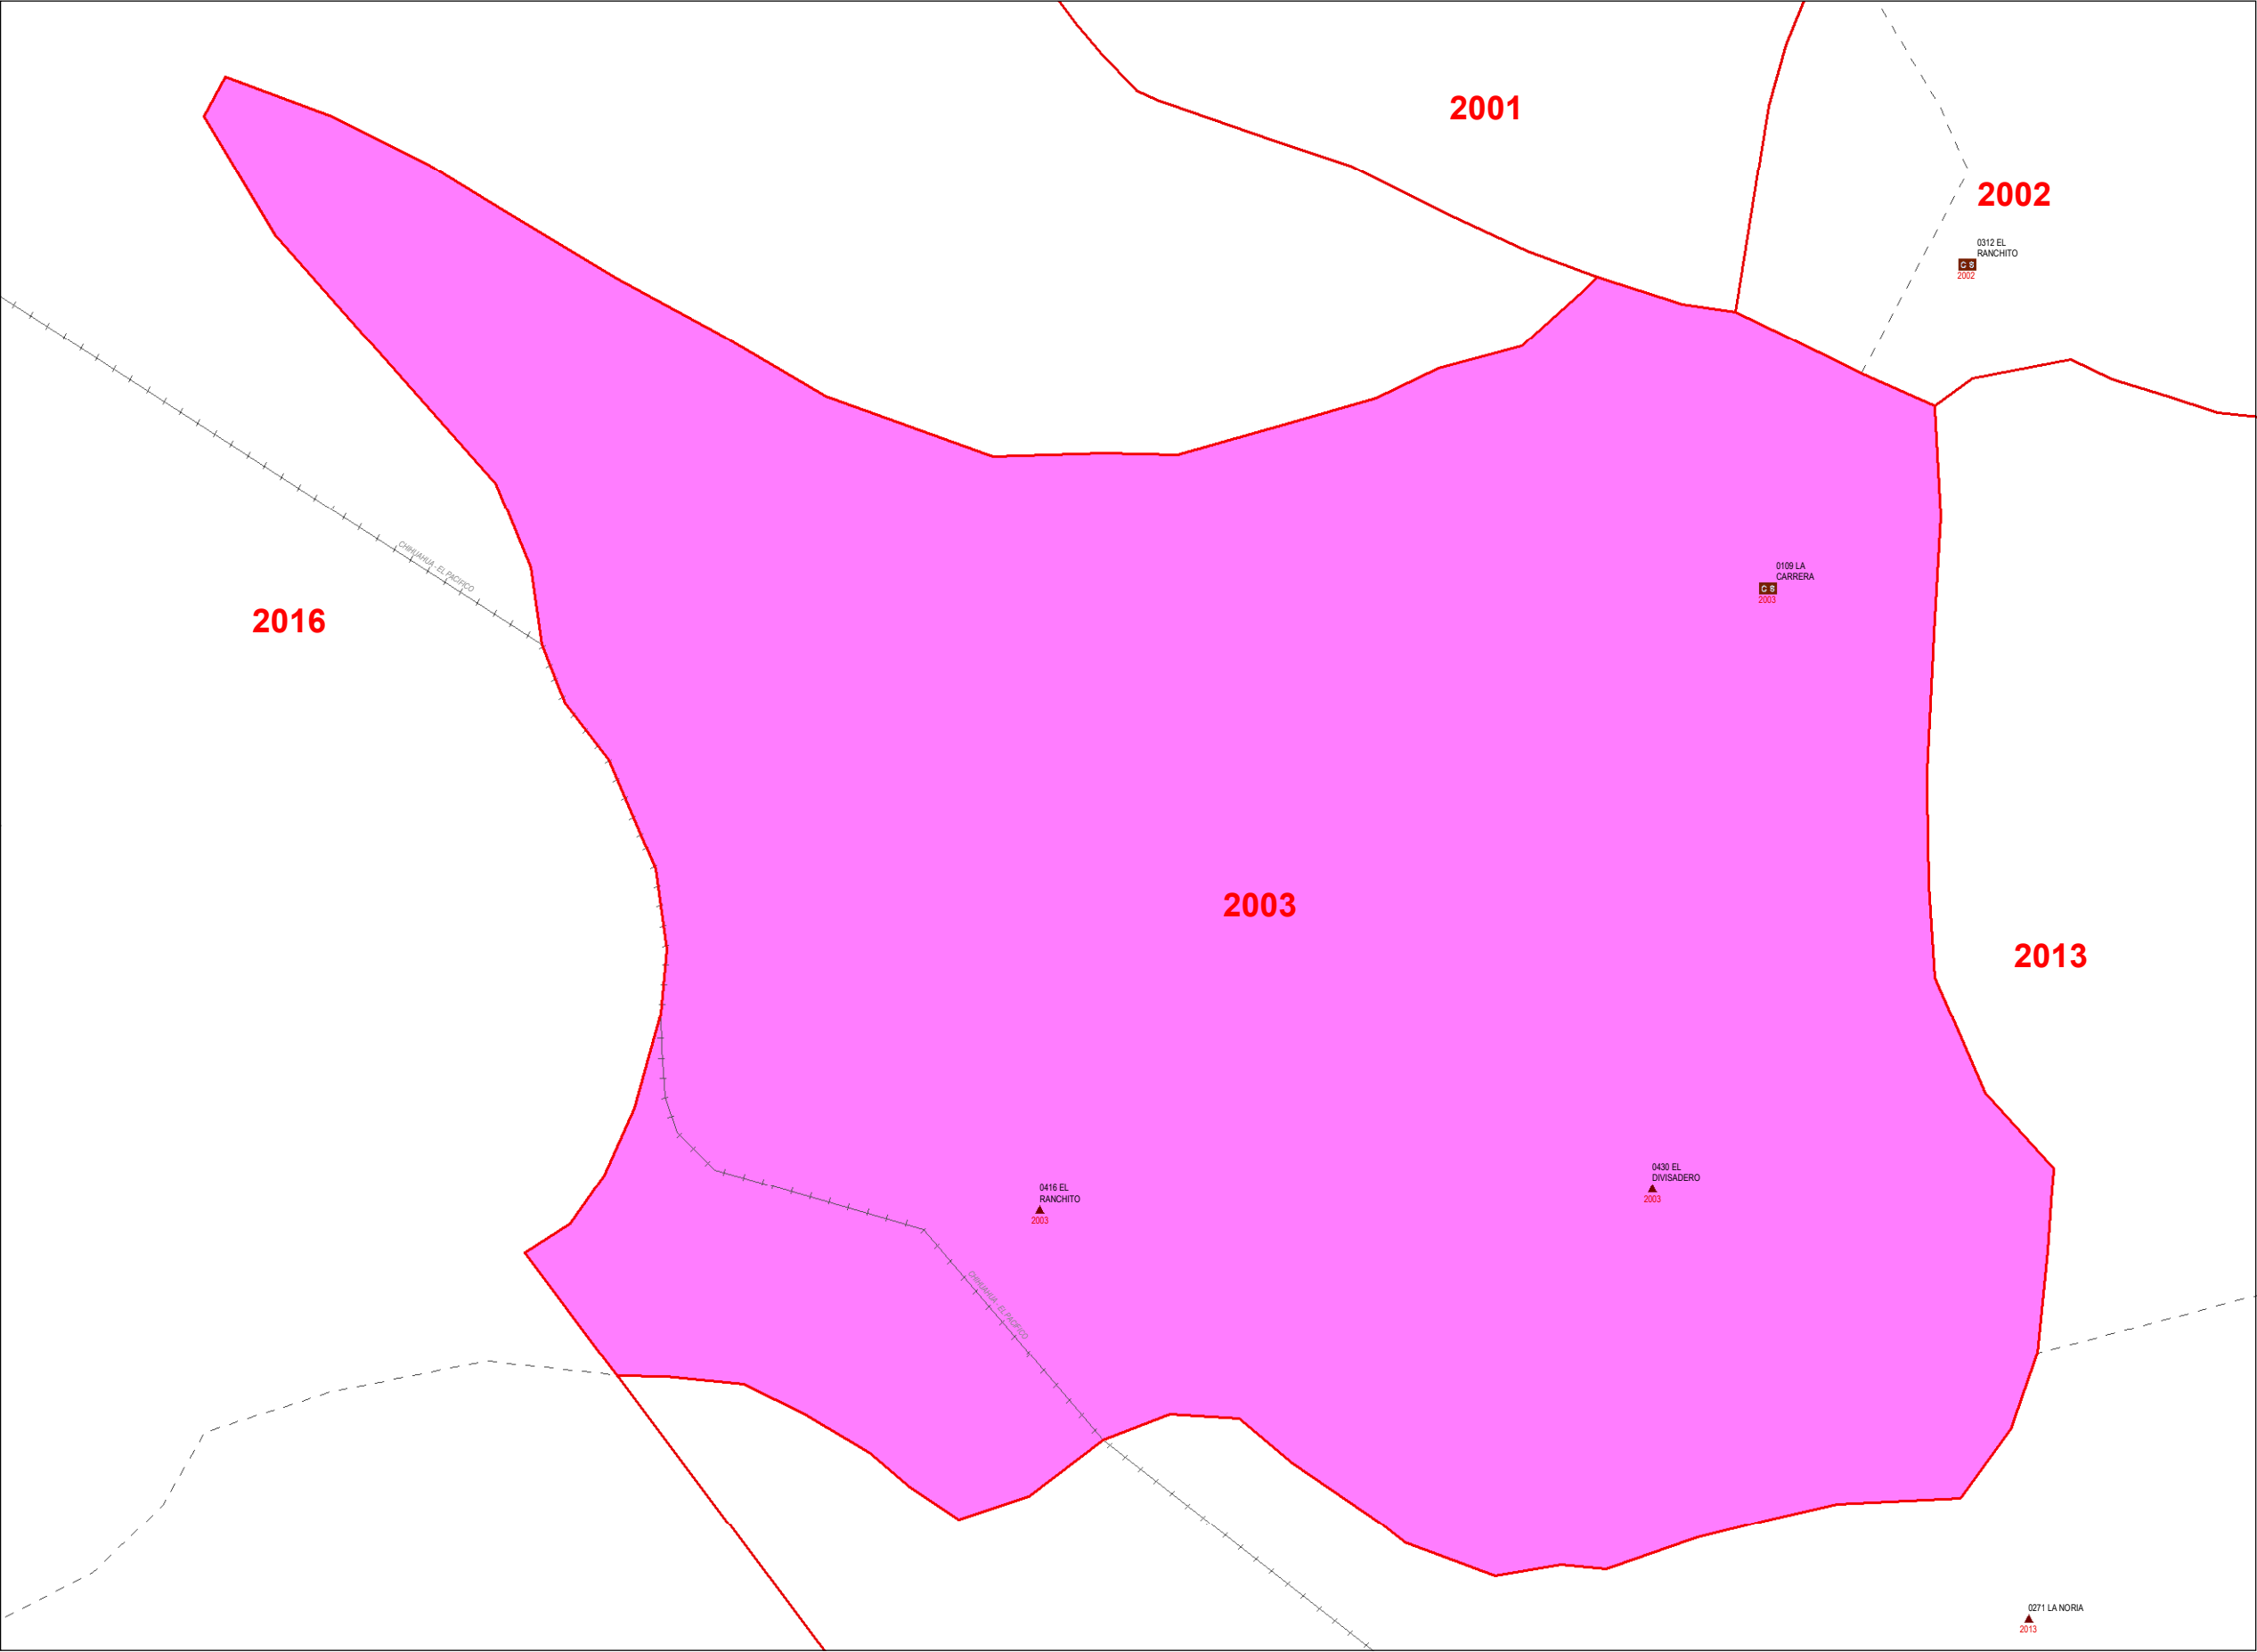 2001
2002
0312 EL
RANCHITO
C S
2002
CHIHUAHUA - EL PACIFICO
0109 LA
CARRERA
C S
2003
2016
2003
2013
0430 EL
DIVISADERO
2003
0416 EL
RANCHITO
2003
CHIHUAHUA - EL PACIFICO
0271 LA NORIA
2013